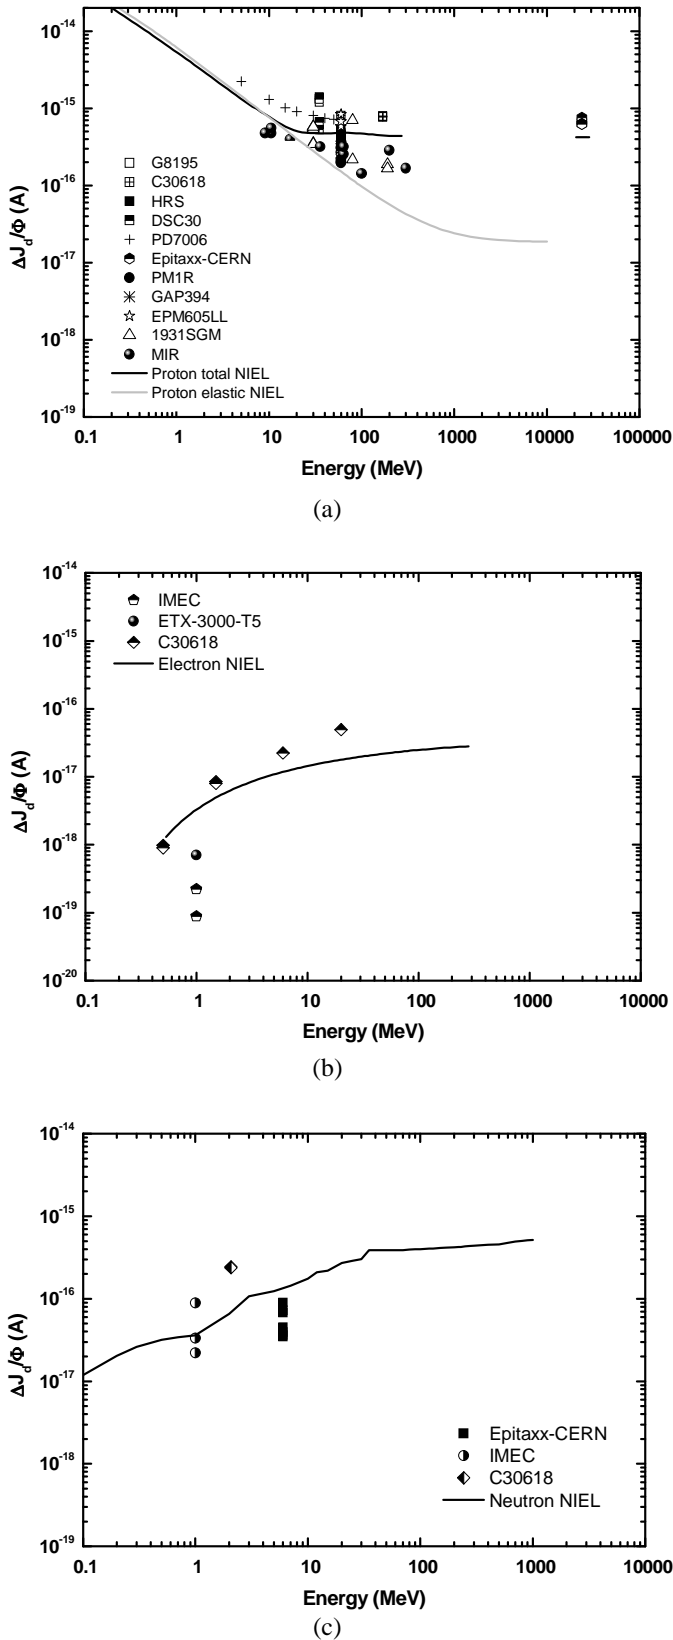 10-14
10-15
10-16
10-17
10-18
10-19
ΔJd/Φ (A)
G8195
C30618
HRS
DSC30
PD7006
Epitaxx-CERN
PM1R
GAP394
EPM605LL
1931SGM
MIR
Proton total NIEL
Proton elastic NIEL
0.1 1 10 100 1000 10000 100000
Energy (MeV)
(a)
10-14
10-15
10-16
10-17
10-18
10-19
10-20
ΔJd/Φ (A)
IMEC
ETX-3000-T5
C30618
Electron NIEL
0.1 1 10 100 1000 10000
Energy (MeV)
(b)
10-14
10-15
10-16
10-17
10-18
10-19
ΔJd/Φ (A)
Epitaxx-CERN
IMEC
C30618
Neutron NIEL
0.1 1 10 100 1000 10000
Energy (MeV)
(c)